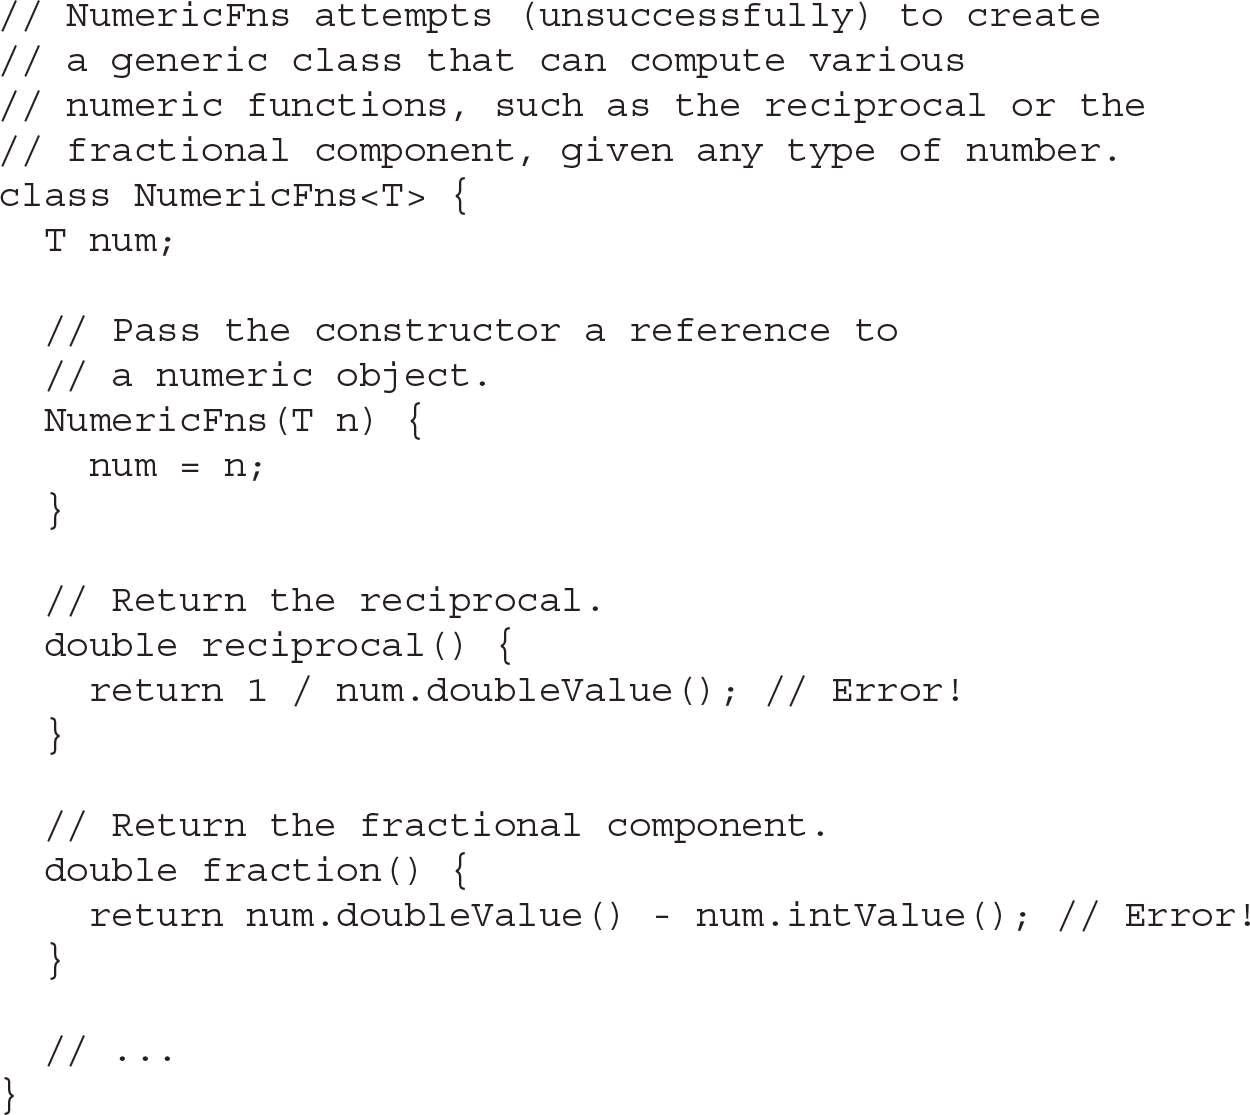 // NumericFns attempts (unsuccessfully) to create
// a generic class that can compute various
// numeric functions, such as the reciprocal or the
// fractional component, given any type of number.
class NumericFns<T> {
  T num;

  // Pass the constructor a reference to
  // a numeric object.
  NumericFns(T n) {
    num = n;
  }

  // Return the reciprocal.
  double reciprocal() {
    return 1 / num.doubleValue(); // Error!
  }

  // Return the fractional component.
  double fraction() {
    return num.doubleValue() - num.intValue(); // Error!
  }

  // ...
}